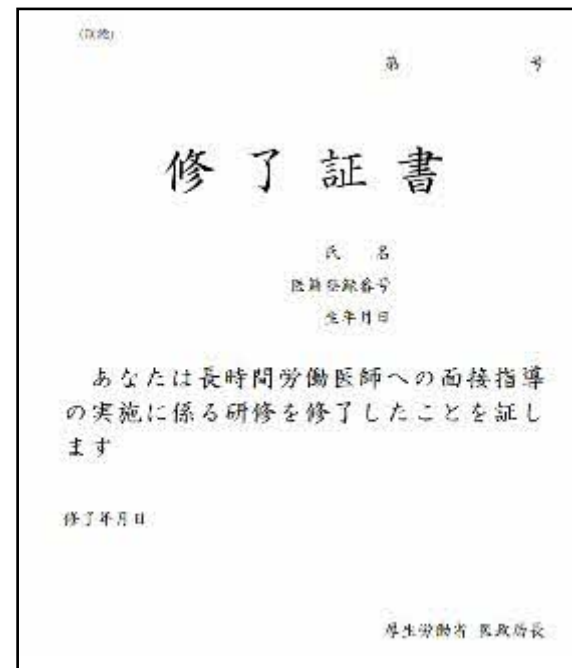 第　　　　　号
修了証書
氏　名
医籍登録番号
生年月日
あなたは長時間労働医師への面接指導
の実施に係る研修を修了したことを証し
ます
修了年月日
厚生労働省 医政局長